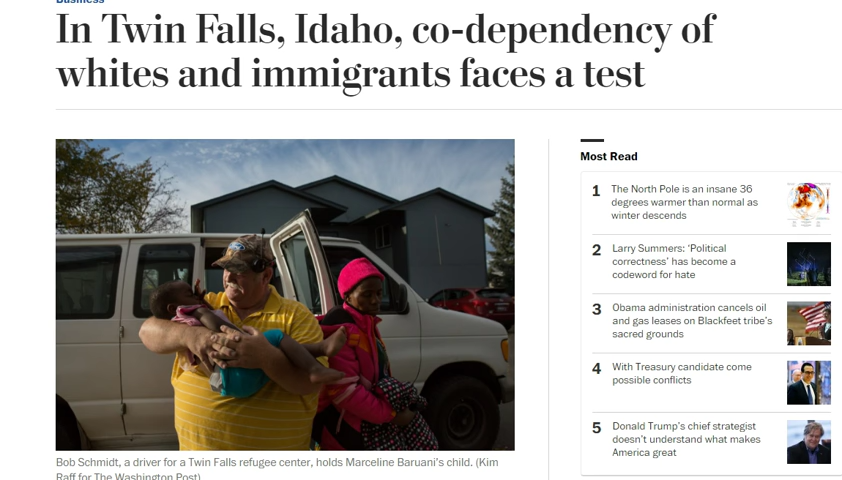 Business
In Twin Falls, Idaho, co-dependency of
whites and immigrants faces a test
Bob Schmidt, a driver for a Twin Falls refugee center, holds Marceline Baruani's child. (Kim
Raff for The Washington Post)
Most Read
1 The North Pole is an insane 36
degrees warmer than normal as
winter descends
2 Larry Summers: ‘Political
correctness’ has become a
codeword for hate
3 Obama administration cancels oil
and gas leases on Blackfeet tribe’s
sacred grounds
4 With Treasury candidate come
possible conflicts
5 Donald Trump’s chief strategist
doesn’t understand what makes
America great